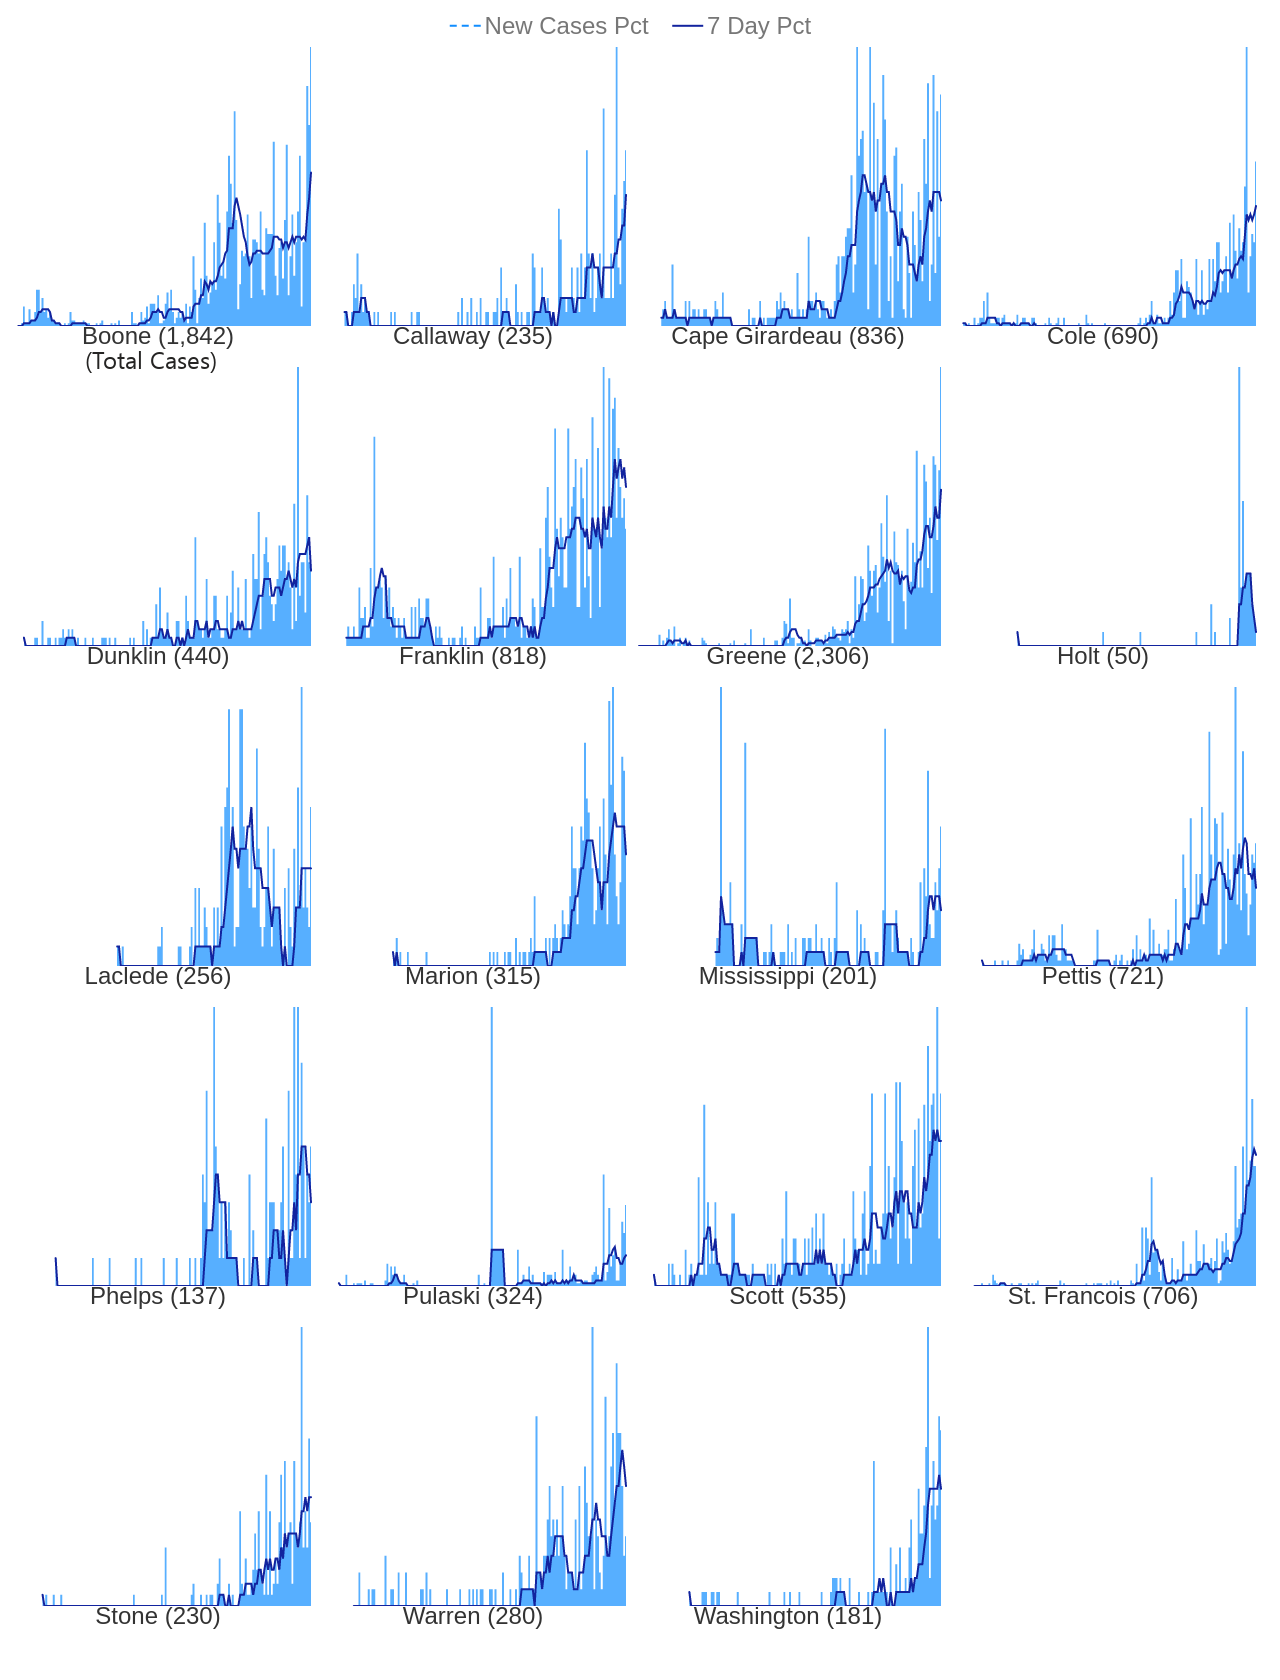 New Cases Pct 7 Day Pct
Boone (1,842) Callaway (235) Cape Girardeau (836) Cole (690)
(Total Cases)
Dunklin (440) Franklin (818) Greene (2,306) Holt (50)
Laclede (256) Marion (315) Mississippi (201) Pettis (721)
Phelps (137) Pulaski (324) Scott (535) St. Francois (706)
Stone (230) Warren (280) Washington (181)